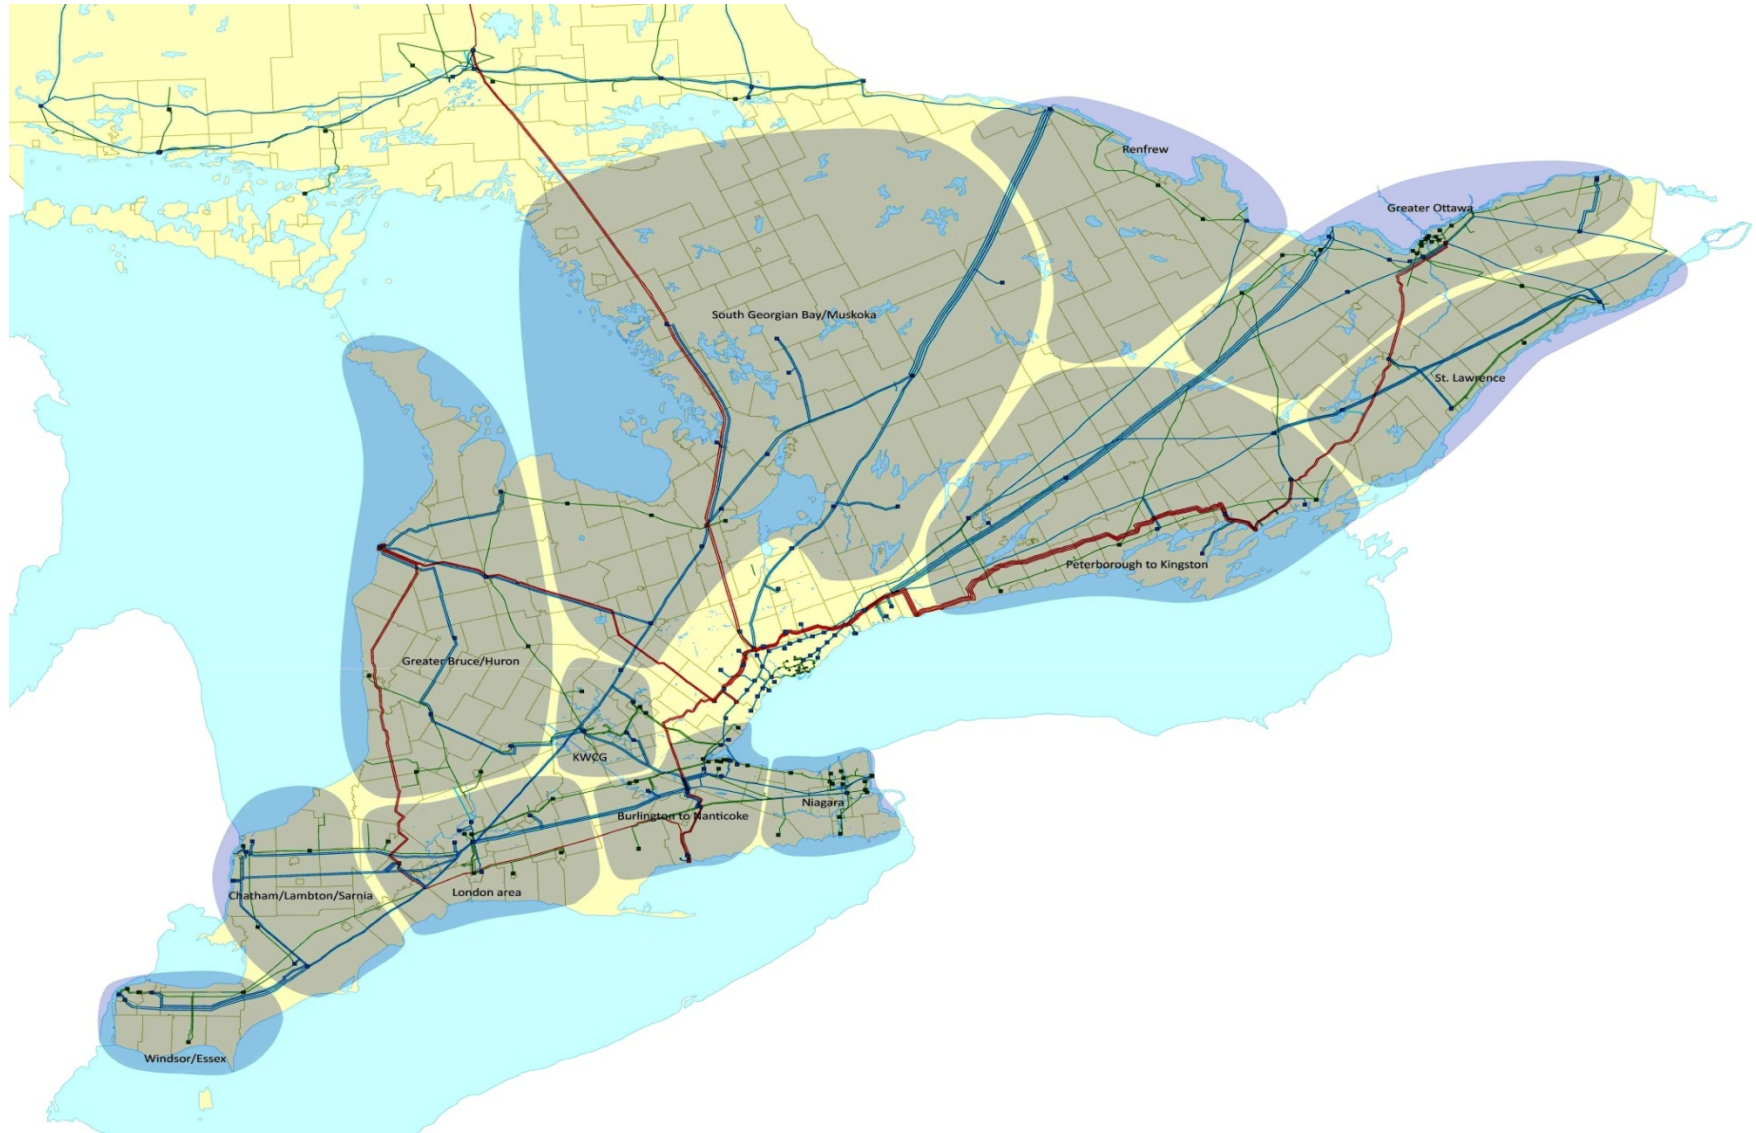 Renfrew
Greater Ottawa
South Georgian Bay/Muskoka
St. Lawrence
Peterborough to Kingston
Greater Bruce/Huron
KWCG
Niagara
Burlington to Nanticoke
London area
Chatham/Lambton/Sarnia
Windsor/Essex